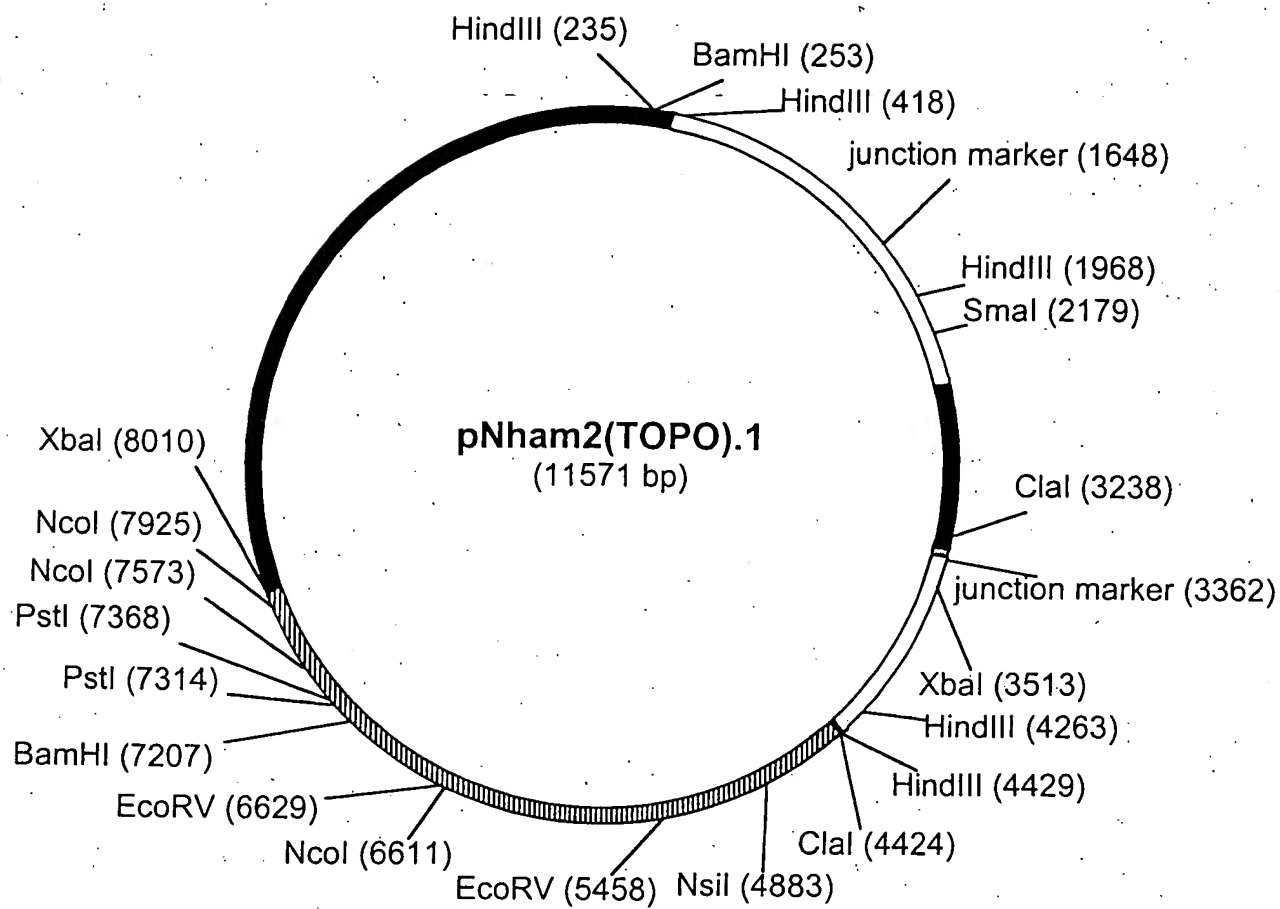 HindIII (235)
BamHI (253)
HindIII (418)
junction marker (1648)
HindIII (1968)
SmaI (2179)
pNham2(TOPO).1
(11571 bp)
ClaI (3238)
junction marker (3362)
XbaI (3513)
HindIII (4263)
HindIII (4429)
ClaI (4424)
NsiI (4883)
EcoRV (5458)
NcoI (6611)
EcoRV (6629)
BamHI (7207)
PstI (7314)
PstI (7368)
NcoI (7573)
NcoI (7925)
XbaI (8010)